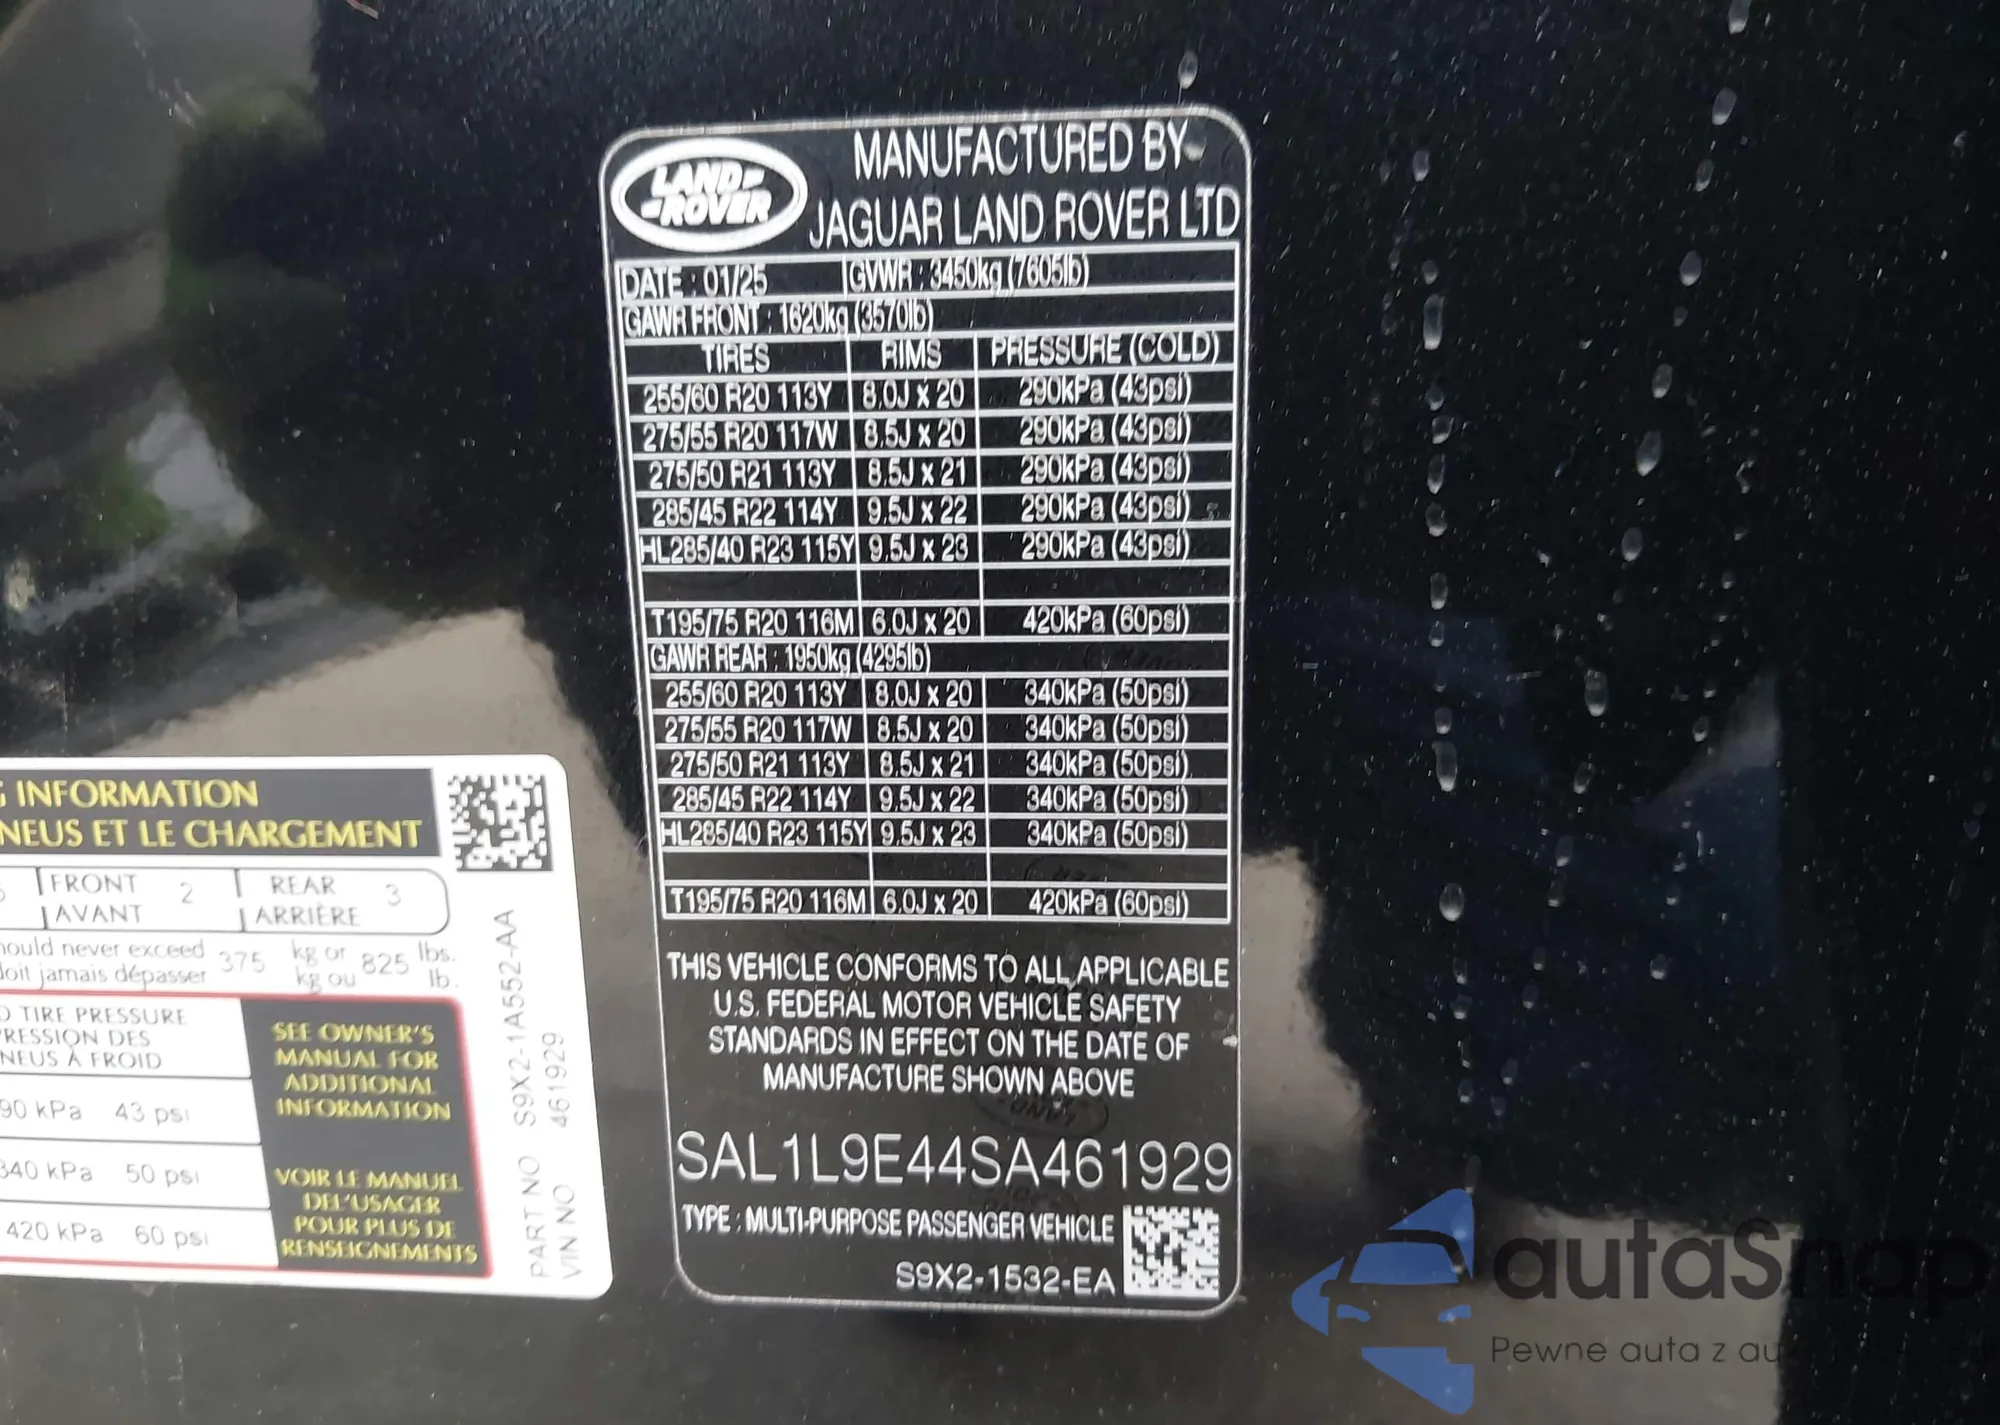 LAND ROVER
MANUFACTURED BY
JAGUAR LAND ROVER LTD
DATE : 01/25 GVWR : 3450kg (7605lb)
GAWR FRONT : 1620kg (3570lb)
TIRES RIMS PRESSURE (COLD)
255/60 R20 113Y 8.0J x 20 290kPa (43psi)
275/55 R20 117W 8.5J x 20 290kPa (43psi)
275/50 R21 113Y 8.5J x 21 290kPa (43psi)
285/45 R22 114Y 9.5J x 22 290kPa (43psi)
HL285/40 R23 115Y 9.5J x 23 290kPa (43psi)
T195/75 R20 116M 6.0J x 20 420kPa (60psi)
GAWR REAR : 1950kg (4295lb)
255/60 R20 113Y 8.0J x 20 340kPa (50psi)
275/55 R20 117W 8.5J x 20 340kPa (50psi)
275/50 R21 113Y 8.5J x 21 340kPa (50psi)
285/45 R22 114Y 9.5J x 22 340kPa (50psi)
HL285/40 R23 115Y 9.5J x 23 340kPa (50psi)
T195/75 R20 116M 6.0J x 20 420kPa (60psi)
THIS VEHICLE CONFORMS TO ALL APPLICABLE
U.S. FEDERAL MOTOR VEHICLE SAFETY
STANDARDS IN EFFECT ON THE DATE OF
MANUFACTURE SHOWN ABOVE
SAL1L9E44SA461929
TYPE : MULTI-PURPOSE PASSENGER VEHICLE
S9X2-1532-EA
INFORMATION
NEUS ET LE CHARGEMENT
FRONT 2 REAR 3
AVANT ARRIÈRE
hould never exceed 375 kg or 825 lbs.
doit jamais dépasser kg ou lb.
TIRE PRESSURE
RESSION DES
NEUS À FROID
90 kPa 43 psi
340 kPa 50 psi
420 kPa 60 psi
SEE OWNER'S
MANUAL FOR
ADDITIONAL
INFORMATION
VOIR LE MANUEL
DEL'USAGER
POUR PLUS DE
RENSEIGNEMENTS
PART NO S9X2-1A552-AA
VIN NO 461929
autaSnap
Pewne auta z au